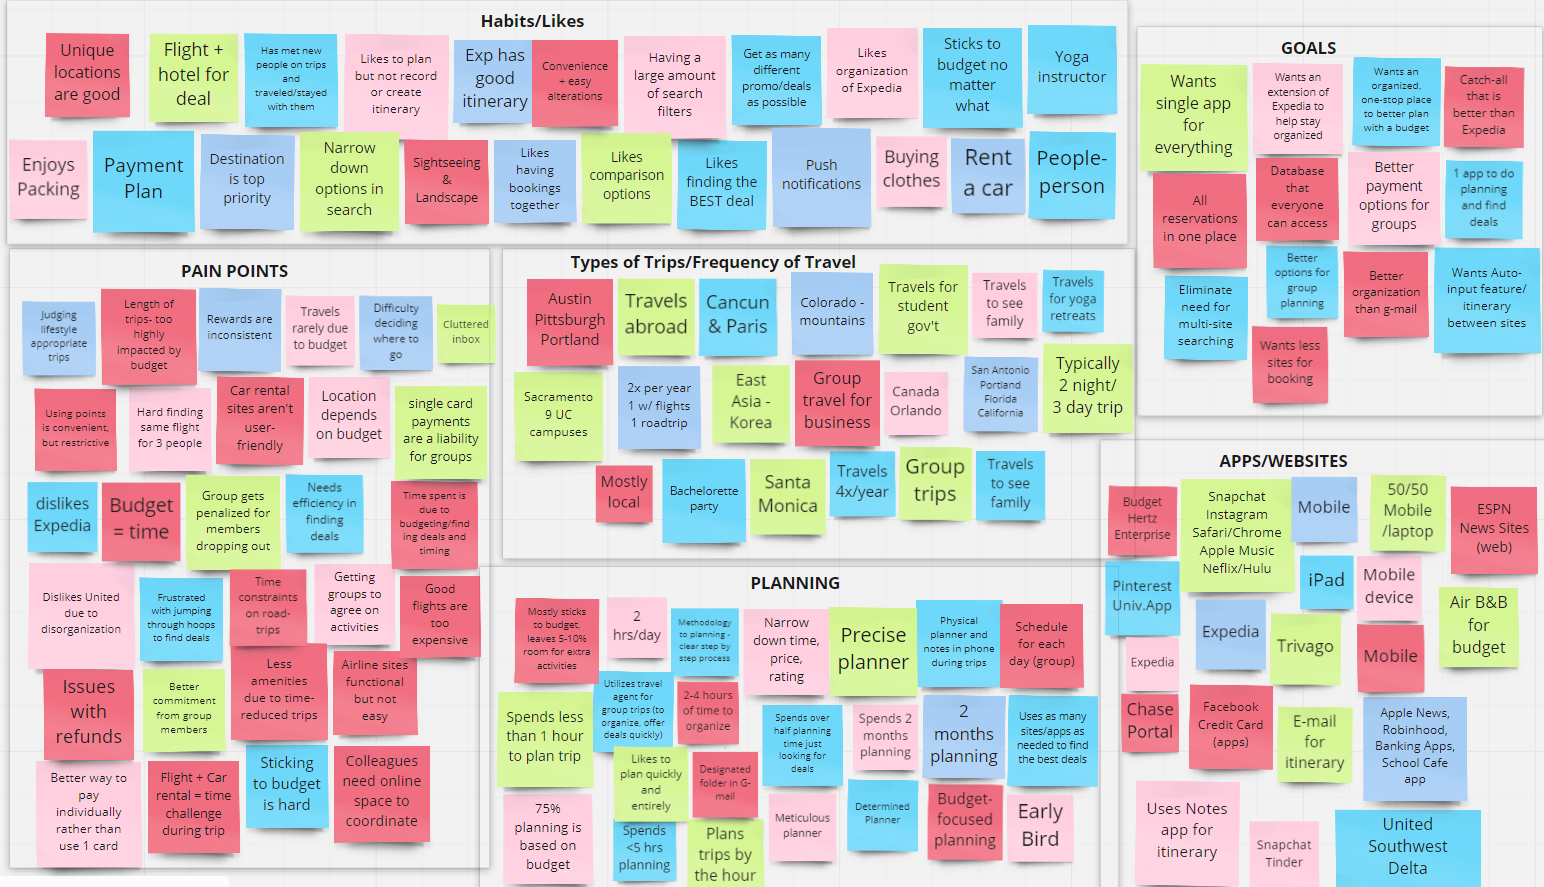 Habits/Likes
Unique
locations
are good
Flight +
hotel for
deal
Has met new
people on trips
and
traveled/stayed
with them
Likes to plan
but not record
or create
itinerary
Exp has
good
itinerary
Convenience
+ easy
alterations
Having a
large amount
of search
filters
Get as many
different
promo/deals
as possible
Likes
organization
of Expedia
Sticks to
budget no
matter
what
Yoga
instructor
Enjoys
Packing
Payment
Plan
Destination
is top
priority
Narrow
down
options in
search
Sightseeing
&
Landscape
Likes
having
bookings
together
Likes
comparison
options
Likes
finding the
BEST deal
Push
notifications
Buying
clothes
Rent
a car
People-
person
GOALS
Wants
single app
for
everything
Wants an
extension of
Expedia to
help stay
organized
Wants an
organized,
one-stop place
to better plan
with a budget
Catch-all
that is
better than
Expedia
All
reservations
in one place
Database
that
everyone
can access
Better
payment
options for
groups
1 app to do
planning
and find
deals
Eliminate
need for
multi-site
searching
Better
options for
group
planning
Better
organization
than g-mail
Wants Auto-
input feature/
itinerary
between sites
Wants less
sites for
booking
PAIN POINTS
Judging
lifestyle
appropriate
trips
Length of
trips- too
highly
impacted by
budget
Rewards are
inconsistent
Travels
rarely due
to budget
Difficulty
deciding
where to
go
Cluttered
inbox
Using points
is convenient,
but restrictive
Hard finding
same flight
for 3 people
Car rental
sites aren't
user-
friendly
Location
depends
on budget
single card
payments
are a liability
for groups
dislikes
Expedia
Budget
= time
Group gets
penalized for
members
dropping out
Needs
efficiency in
finding
deals
Time spent is
due to
budgeting/find
ing deals and
timing
Dislikes United
due to
disorganization
Frustrated
with jumping
through hoops
to find deals
Time
constraints
on road-
trips
Getting
groups to
agree on
activities
Good
flights are
too
expensive
Issues
with
refunds
Better
commitment
from group
members
Less
amenities
due to time-
reduced trips
Airline sites
functional
but not
easy
Better way to
pay
individually
rather than
use 1 card
Flight + Car
rental = time
challenge
during trip
Sticking
to budget
is hard
Colleagues
need online
space to
coordinate
Types of Trips/Frequency of Travel
Austin
Pittsburgh
Portland
Travels
abroad
Cancun
& Paris
Colorado -
mountains
Travels for
student
gov't
Travels
to see
family
Travels
for yoga
retreats
Sacramento
9 UC
campuses
2x per year
1 w/ flights
1 roadtrip
East
Asia -
Korea
Group
travel for
business
Canada
Orlando
San Antonio
Portland
Florida
California
Typically
2 night/
3 day trip
Mostly
local
Bachelorette
party
Santa
Monica
Travels
4x/year
Group
trips
Travels
to see
family
PLANNING
Mostly sticks
to budget,
leaves 5-10%
room for extra
activities
2
hrs/day
Methodology
to planning -
clear step by
step process
Narrow
down time,
price,
rating
Precise
planner
Physical
planner and
notes in phone
during trips
Schedule
for each
day (group)
Spends less
than 1 hour
to plan trip
Utilizes travel
agent for
group trips (to
organize, offer
deals quickly)
2-4 hours
of time to
organize
Spends over
half planning
time just
looking for
deals
Spends 2
months
planning
2
months
planning
Uses as many
sites/apps as
needed to find
the best deals
Likes to
plan quickly
and
entirely
Designated
folder in G-
mail
75%
planning is
based on
budget
Spends
<5 hrs
planning
Plans
trips by
the hour
Meticulous
planner
Determined
Planner
Budget-
focused
planning
Early
Bird
APPS/WEBSITES
Budget
Hertz
Enterprise
Snapchat
Instagram
Safari/Chrome
Apple Music
Neflix/Hulu
Mobile
50/50
Mobile
/laptop
ESPN
News Sites
(web)
Pinterest
Univ.App
iPad
Mobile
device
Air B&B
for
budget
Expedia
Expedia
Trivago
Mobile
Chase
Portal
Facebook
Credit Card
(apps)
E-mail
for
itinerary
Apple News,
Robinhood,
Banking Apps,
School Cafe
app
Uses Notes
app for
itinerary
Snapchat
Tinder
United
Southwest
Delta